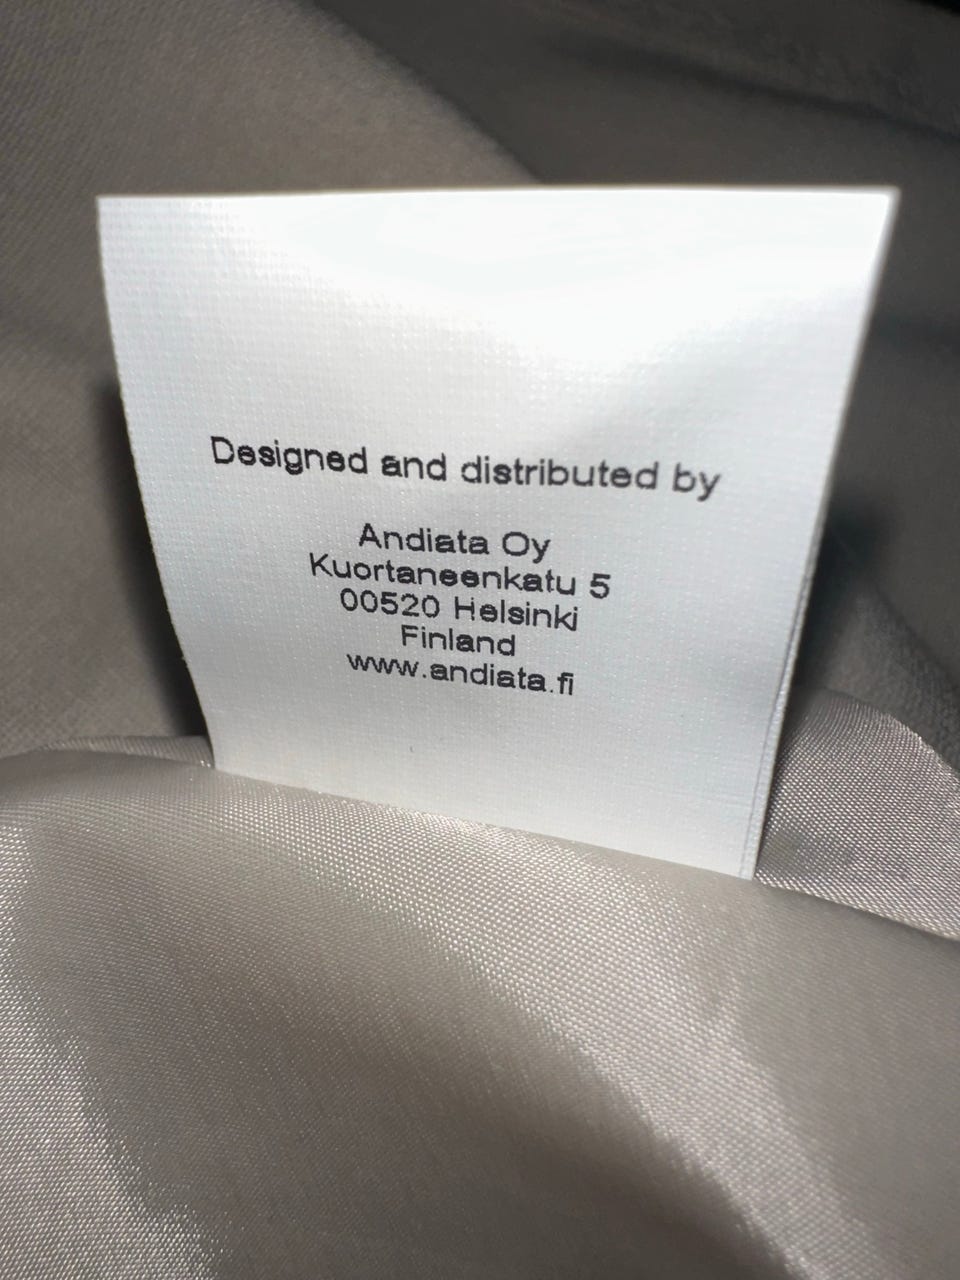 Designed and distributed by
Andiata Oy
Kuortaneenkatu 5
00520 Helsinki
Finland
www.andiata.fi